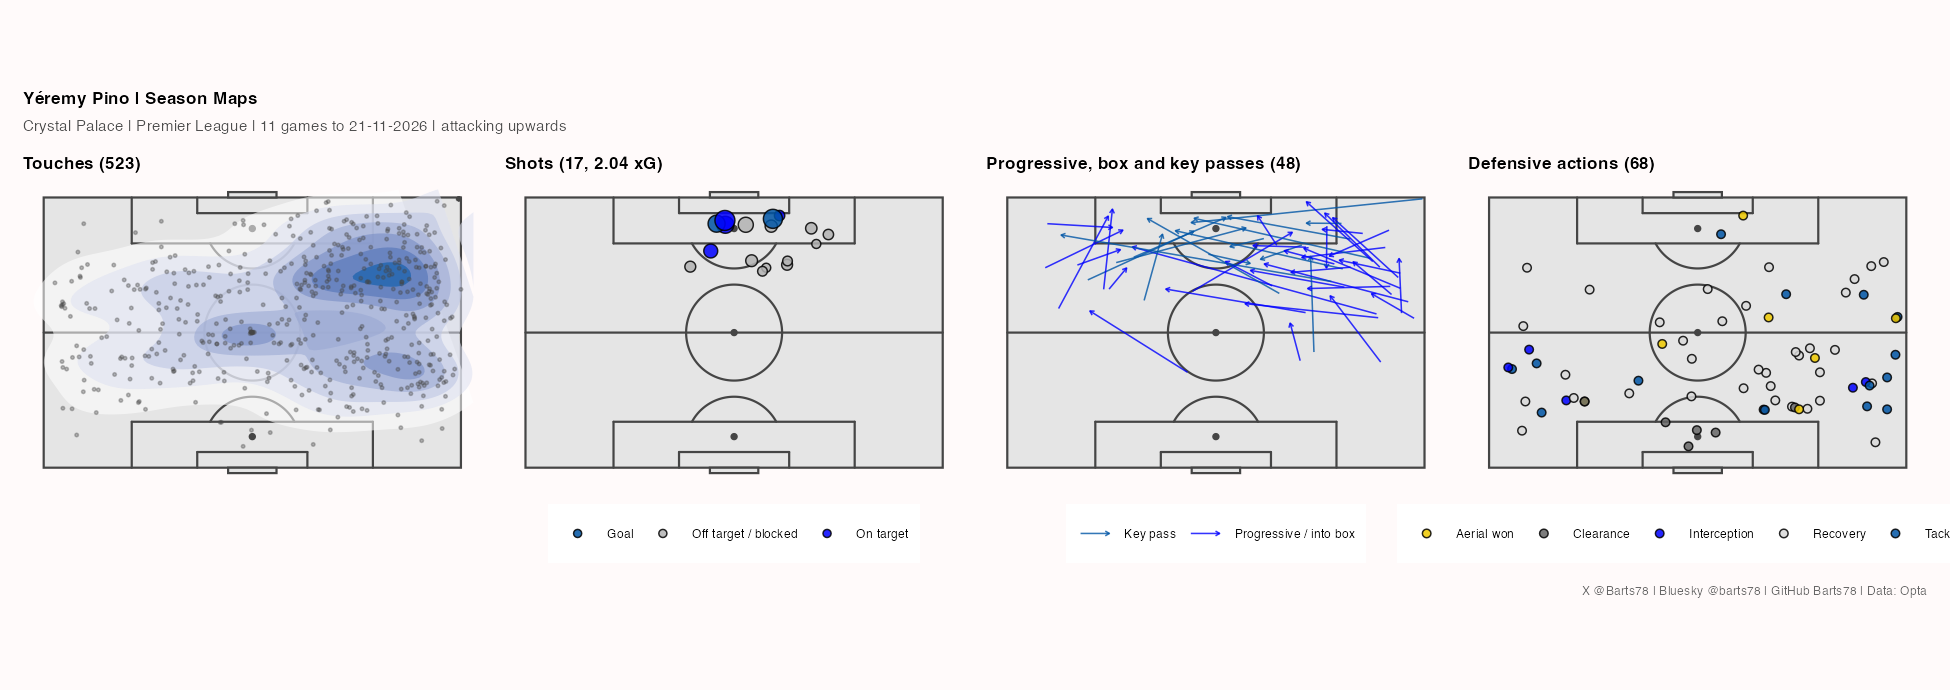 Yéremy Pino | Season Maps
Crystal Palace | Premier League | 11 games to 21-11-2026 | attacking upwards
Touches (523)
Shots (17, 2.04 xG)
Progressive, box and key passes (48)
Defensive actions (68)
Goal
Off target / blocked
On target
Key pass
Progressive / into box
Aerial won
Clearance
Interception
Recovery
Tack
X @Barts78 | Bluesky @barts78 | GitHub Barts78 | Data: Opta